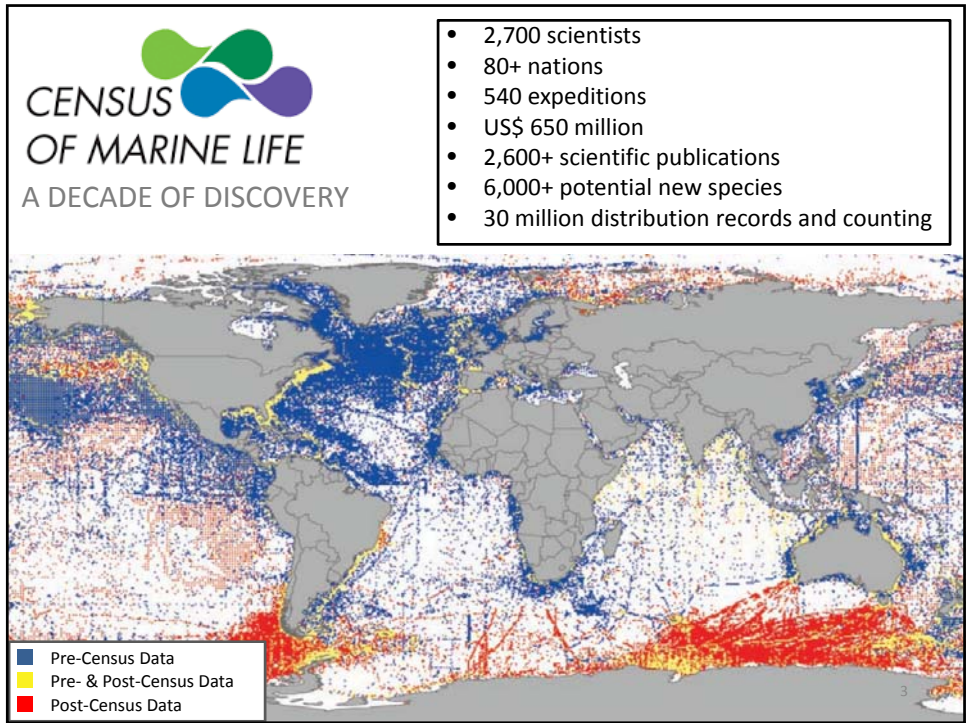 CENSUS
OF MARINE LIFE
A DECADE OF DISCOVERY
• 2,700 scientists
• 80+ nations
• 540 expeditions
• US$ 650 million
• 2,600+ scientific publications
• 6,000+ potential new species
• 30 million distribution records and counting
Pre-Census Data
Pre- & Post-Census Data
Post-Census Data
3